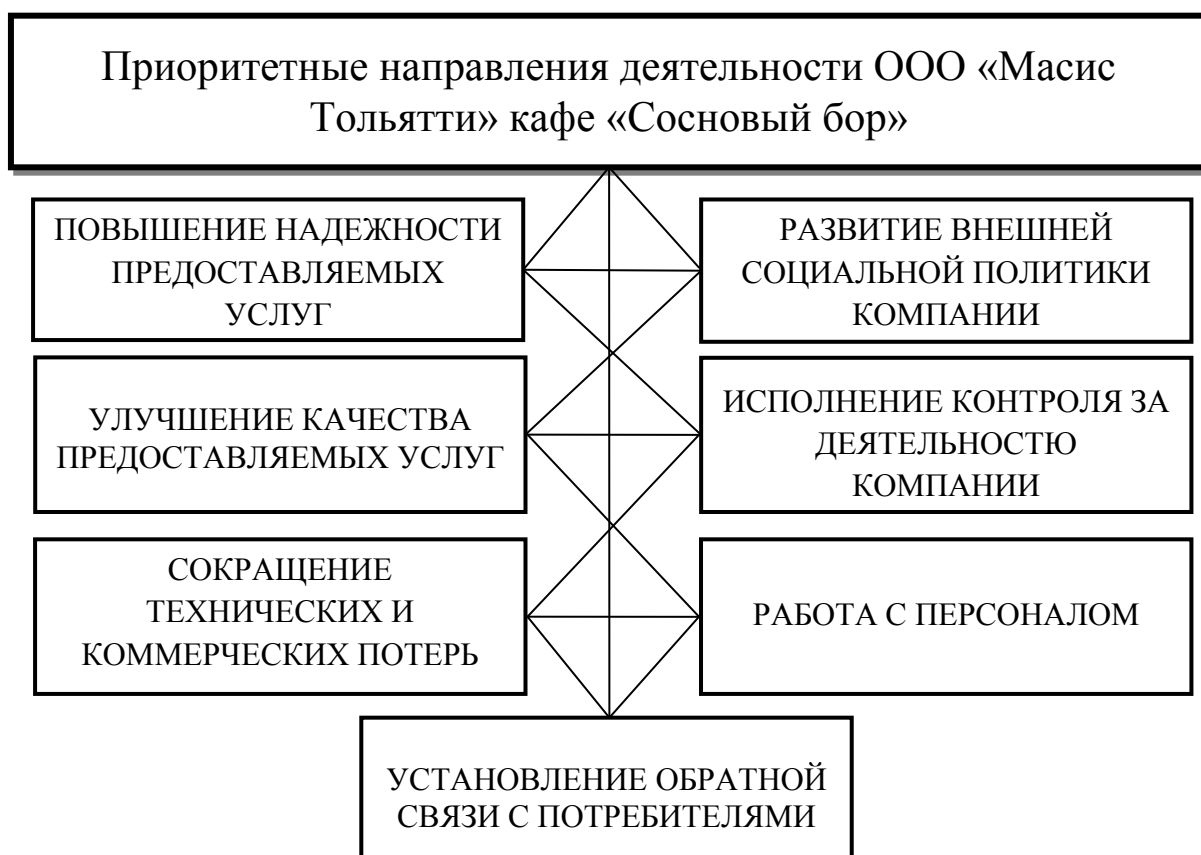 Приоритетные направления деятельности ООО «Масис
Тольятти» кафе «Сосновый бор»
ПОВЫШЕНИЕ НАДЕЖНОСТИ
ПРЕДОСТАВЛЯЕМЫХ
УСЛУГ
РАЗВИТИЕ ВНЕШНЕЙ
СОЦИАЛЬНОЙ ПОЛИТИКИ
КОМПАНИИ
УЛУЧШЕНИЕ КАЧЕСТВА
ПРЕДОСТАВЛЯЕМЫХ УСЛУГ
ИСПОЛНЕНИЕ КОНТРОЛЯ ЗА
ДЕЯТЕЛЬНОСТЬЮ
КОМПАНИИ
СОКРАЩЕНИЕ
ТЕХНИЧЕСКИХ И
КОММЕРЧЕСКИХ ПОТЕРЬ
РАБОТА С ПЕРСОНАЛОМ
УСТАНОВЛЕНИЕ ОБРАТНОЙ
СВЯЗИ С ПОТРЕБИТЕЛЯМИ